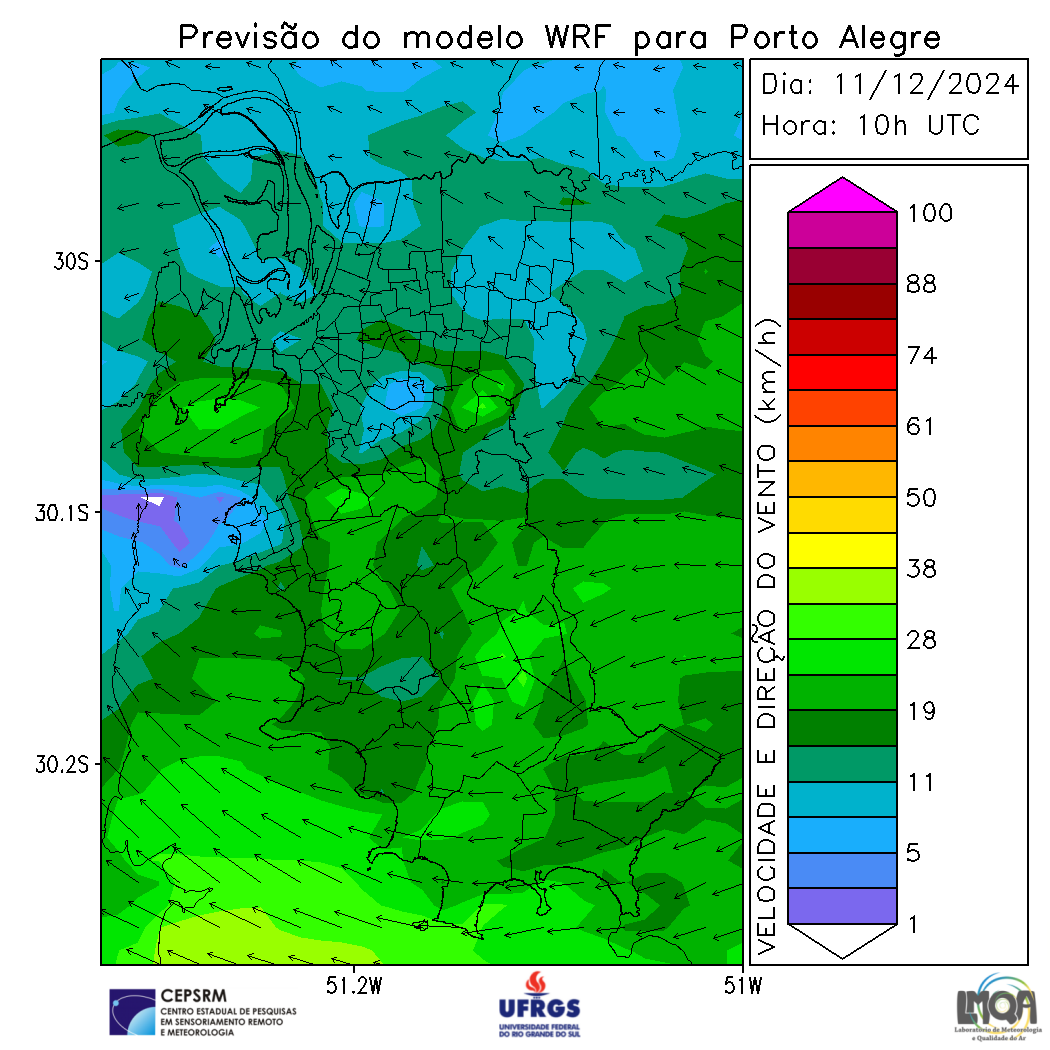 Previsão do modelo WRF para Porto Alegre
Dia: 11/12/2024
Hora: 10h UTC
30S
30.1S
30.2S
51.2W
51W
VELOCIDADE E DIREÇÃO DO VENTO (km/h)
100
88
74
61
50
38
28
19
11
5
1
CEPSRM
CENTRO ESTADUAL DE PESQUISAS
EM SENSORIAMENTO REMOTO
E METEOROLOGIA
UFRGS
UNIVERSIDADE FEDERAL
DO RIO GRANDE DO SUL
LMQA
Laboratório de Meteorologia
e Qualidade do Ar